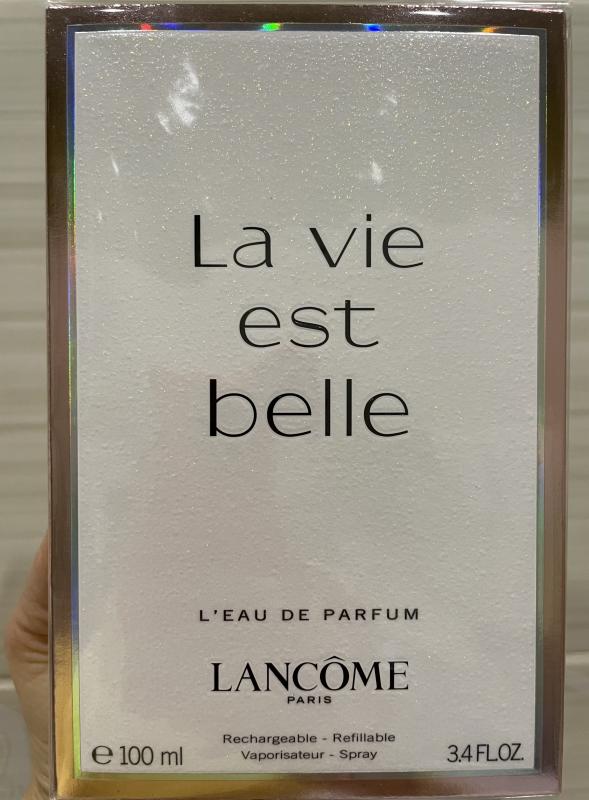 La vie
est
belle
L'EAU DE PARFUM
LANCÔME
PARIS
Rechargeable - Refillable
Vaporisateur - Spray
℮ 100 ml
3.4 FL.OZ.